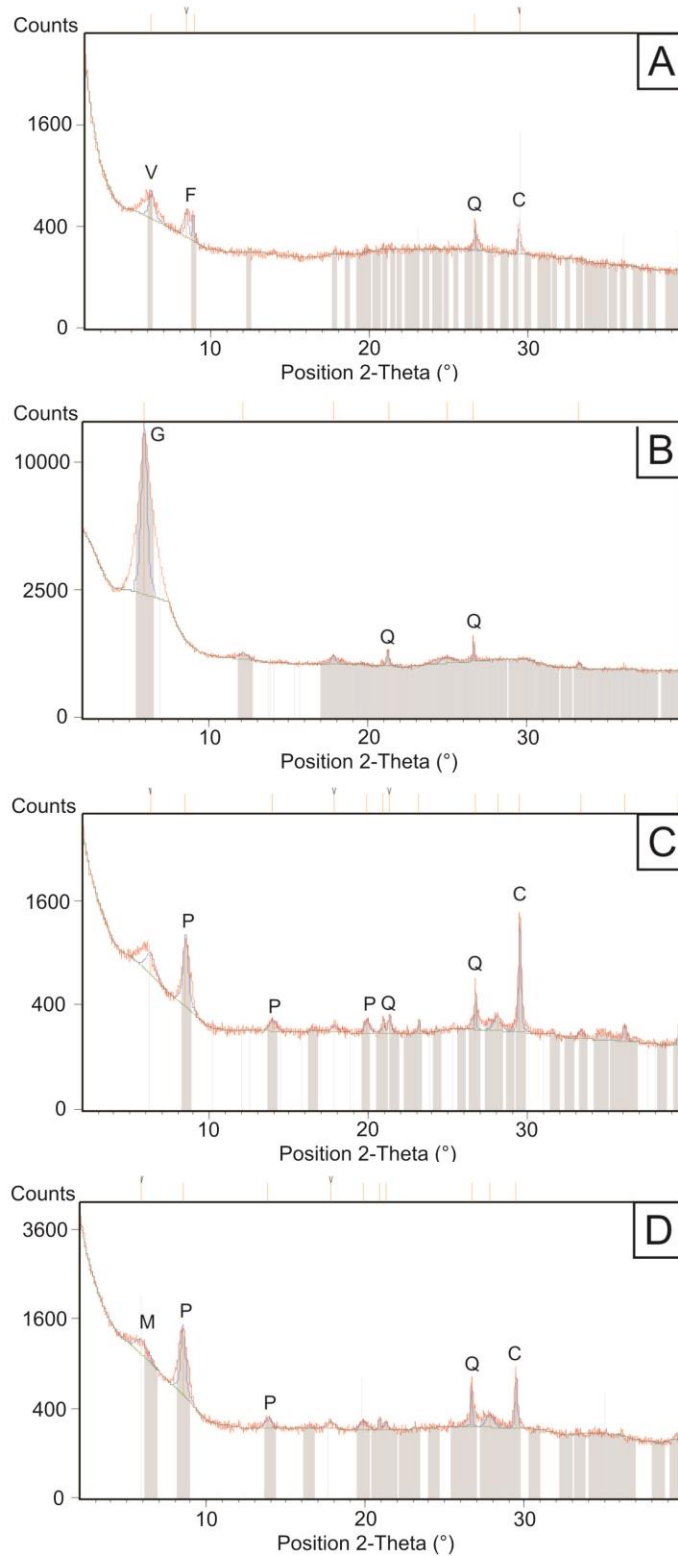 Counts
A
1600
V
F
Q
C
400
0
10 20 30
Position 2-Theta (°)
Counts
B
G
10000
2500
Q
Q
0
10 20 30
Position 2-Theta (°)
Counts
C
1600
C
P
Q
400
P
P
Q
0
10 20 30
Position 2-Theta (°)
Counts
D
3600
1600
M
P
C
Q
P
400
0
10 20 30
Position 2-Theta (°)